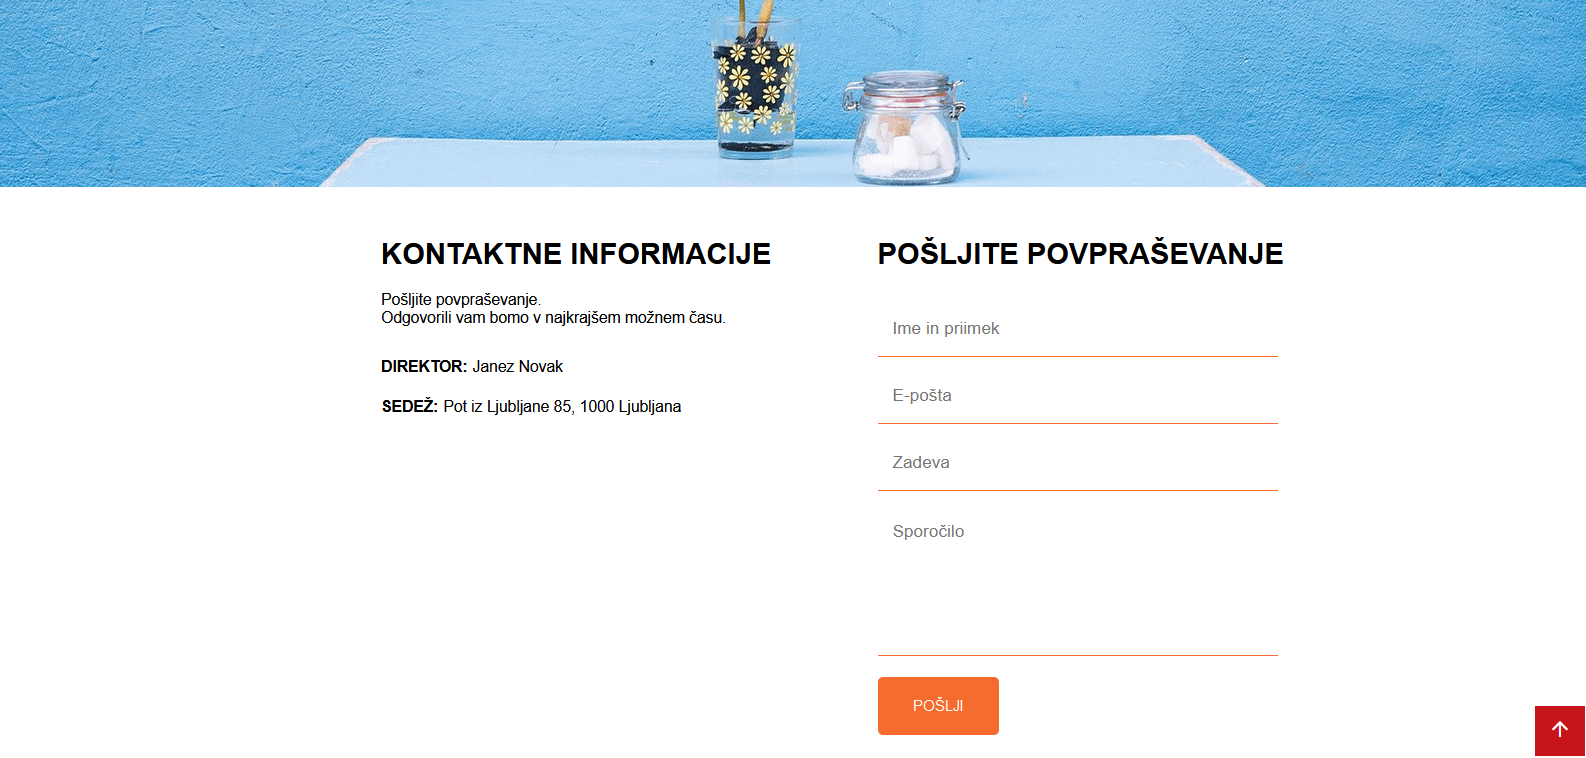 KONTAKTNE INFORMACIJE
Pošljite povpraševanje.
Odgovorili vam bomo v najkrajšem možnem času.
DIREKTOR: Janez Novak
SEDEŽ: Pot iz Ljubljane 85, 1000 Ljubljana
POŠLJITE POVPRAŠEVANJE
Ime in priimek
E-pošta
Zadeva
Sporočilo
POŠLJI